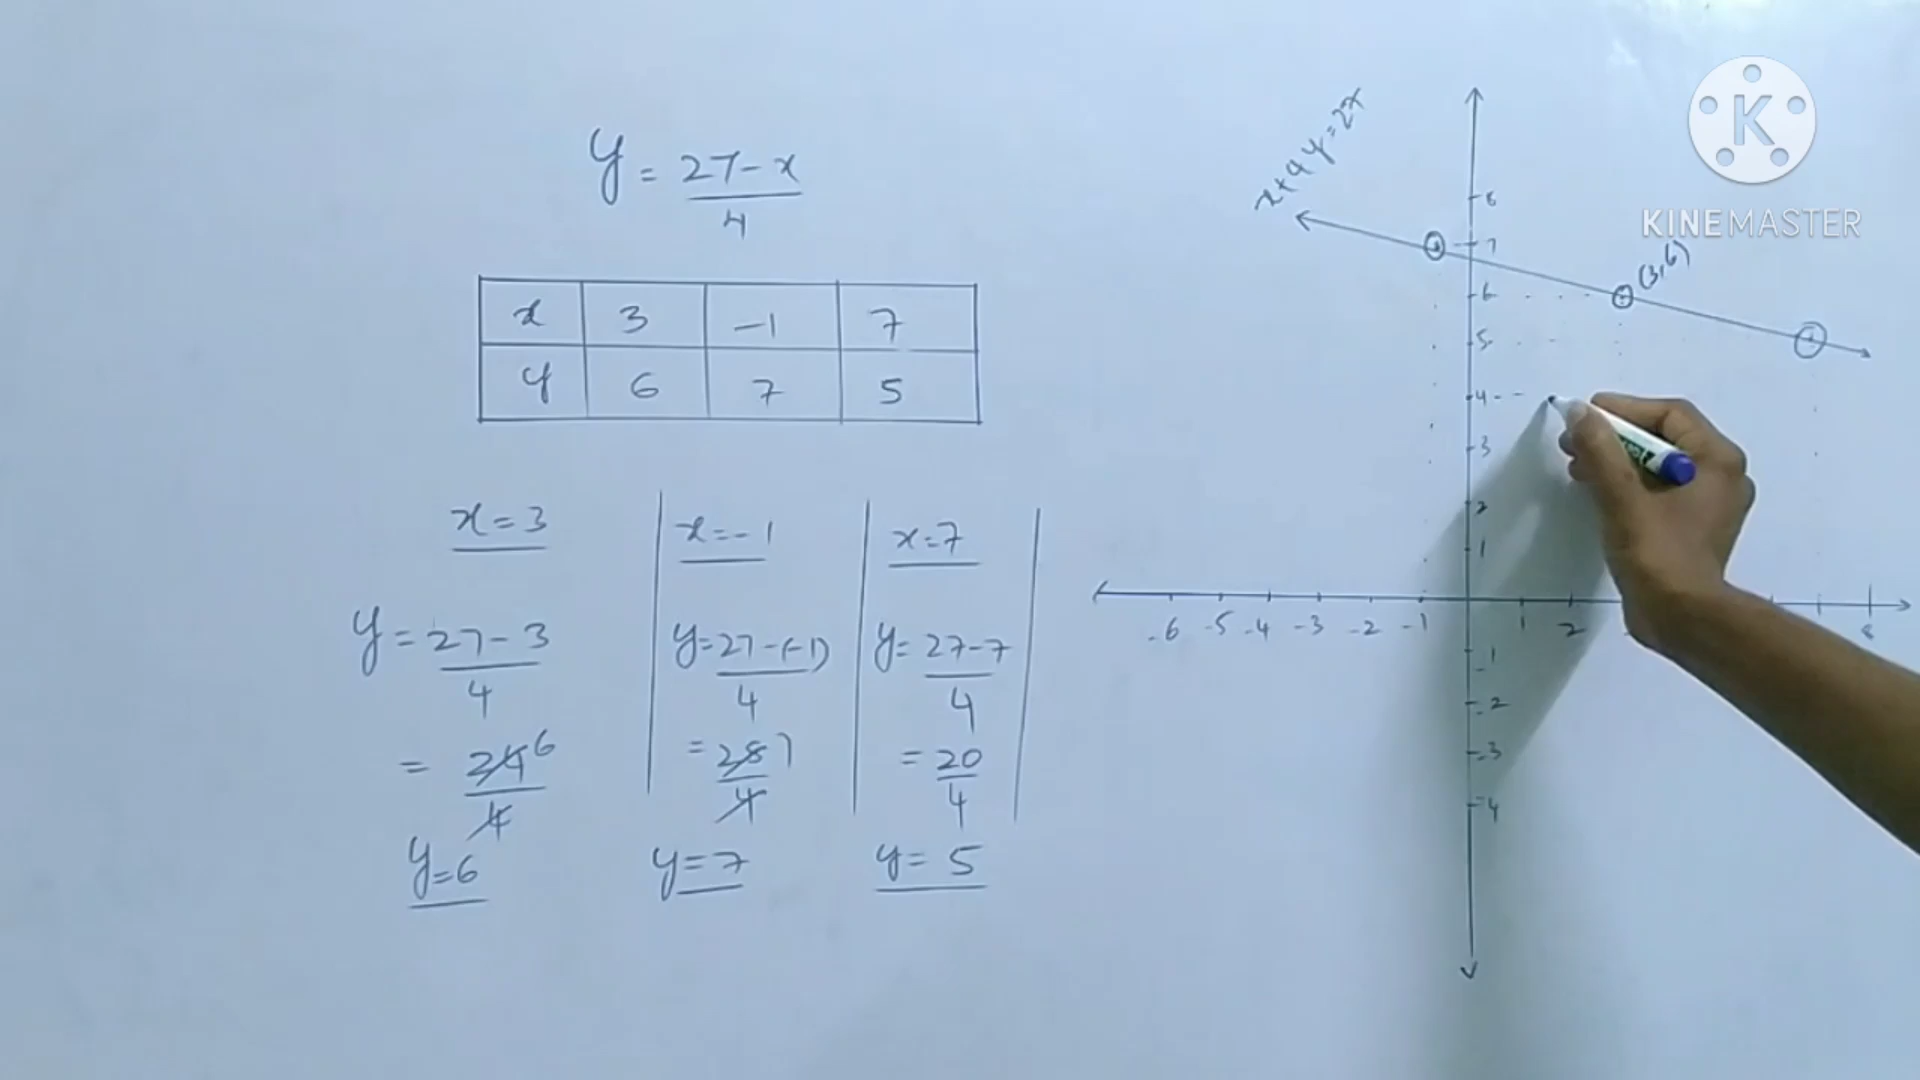 y = 27-x
4
x 3 -1 7
y 6 7 5
x=3
y = 27-3
4
= 24 6
4
y=6
x=-1
y=27-(-1)
4
= 28 7
4
y=7
x=7
y= 27-7
4
= 20
4
y= 5
x+4y=27
(3,6)
8
7
6
5
4
3
2
1
-6 -5 -4 -3 -2 -1 1 2 8
-1
-2
-3
-4
K
KINEMASTER